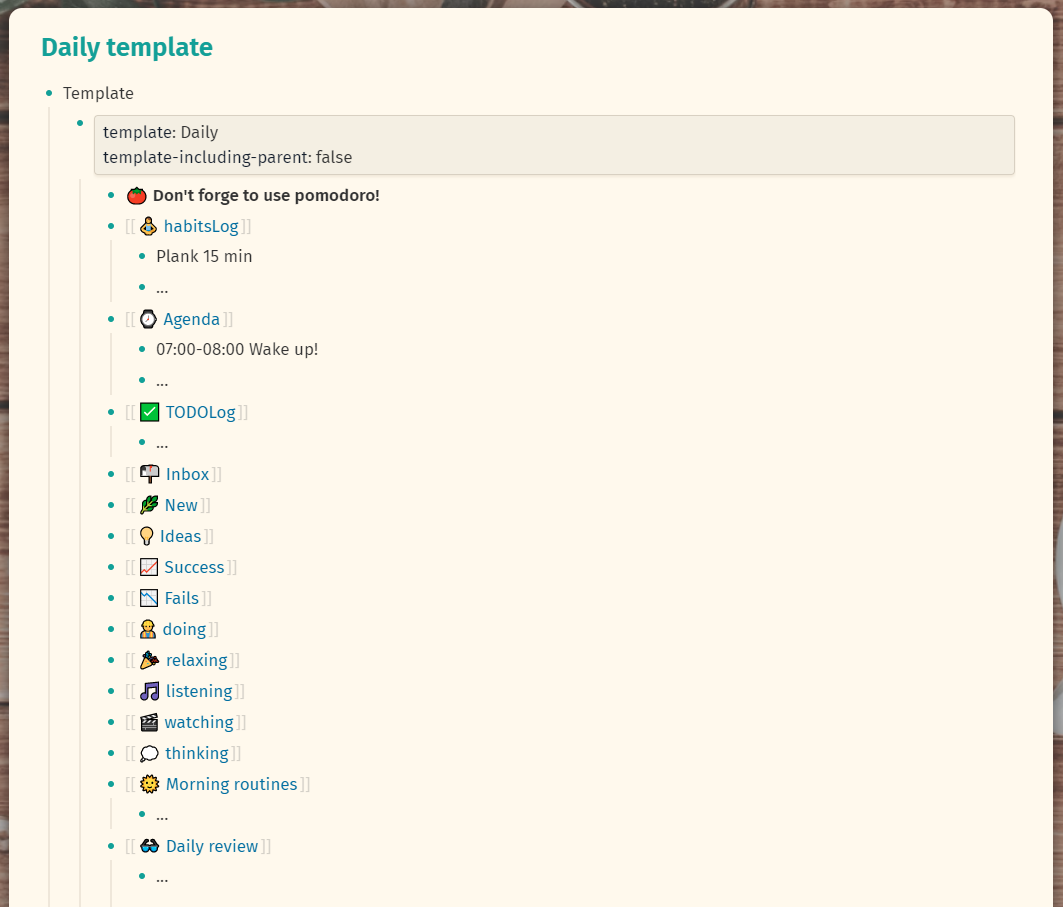 Daily template
Template
template: Daily
template-including-parent: false
Don't forge to use pomodoro!
[[habitsLog]]
Plank 15 min
...
[[Agenda]]
07:00-08:00 Wake up!
...
[[TODOLog]]
...
[[Inbox]]
[[New]]
[[Ideas]]
[[Success]]
[[Fails]]
[[doing]]
[[relaxing]]
[[listening]]
[[watching]]
[[thinking]]
[[Morning routines]]
...
[[Daily review]]
...